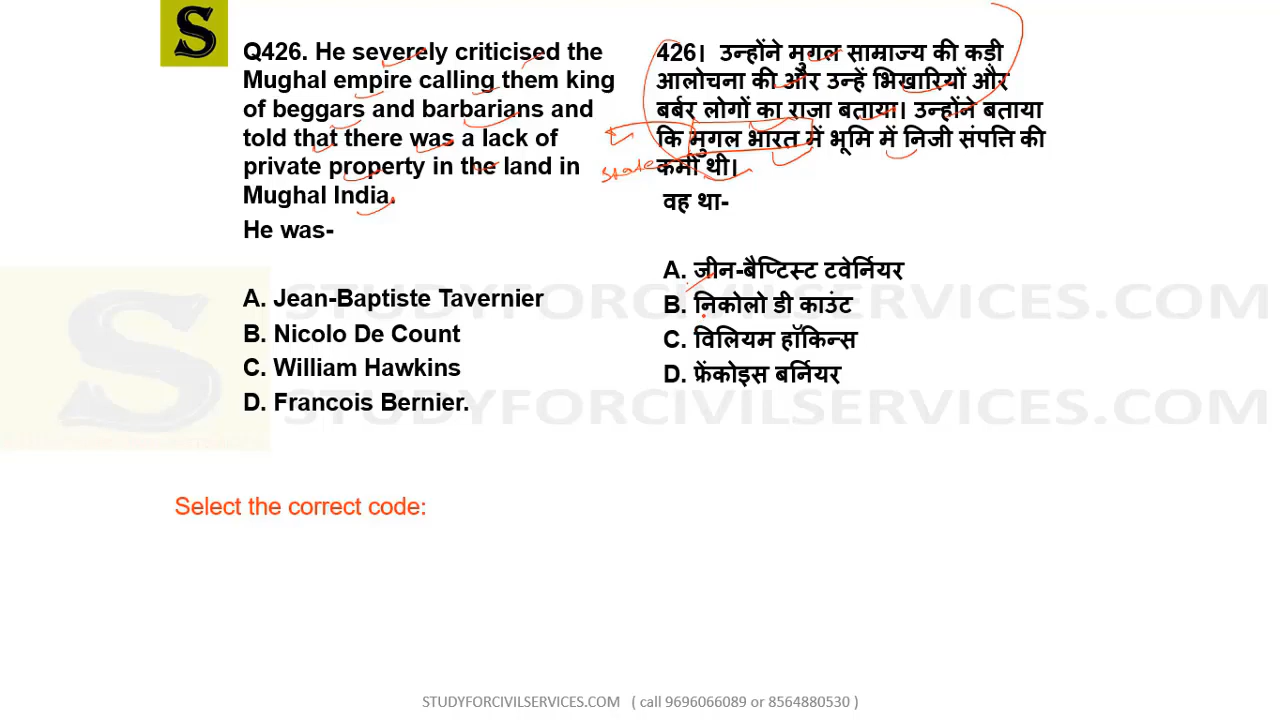 S
Q426. He severely criticised the
Mughal empire calling them king
of beggars and barbarians and
told that there was a lack of
private property in the land in
Mughal India.
He was-
A. Jean-Baptiste Tavernier
B. Nicolo De Count
C. William Hawkins
D. Francois Bernier.
426। उन्होंने मुगल साम्राज्य की कड़ी
आलोचना की और उन्हें भिखारियों और
बर्बर लोगों का राजा बताया। उन्होंने बताया
कि मुगल भारत में भूमि में निजी संपत्ति की
कमी थी।
state
वह था-
A. जीन-बैप्टिस्ट टवेर्नियर
B. निकोलो डी काउंट
C. विलियम हॉकिन्स
D. फ्रेंकोइस बर्नियर
S
STUDYFORCIVILSERVICES.COM
STUDYFORCIVILSERVICES.COM
Select the correct code:
STUDYFORCIVILSERVICES.COM ( call 9696066089 or 8564880530 )